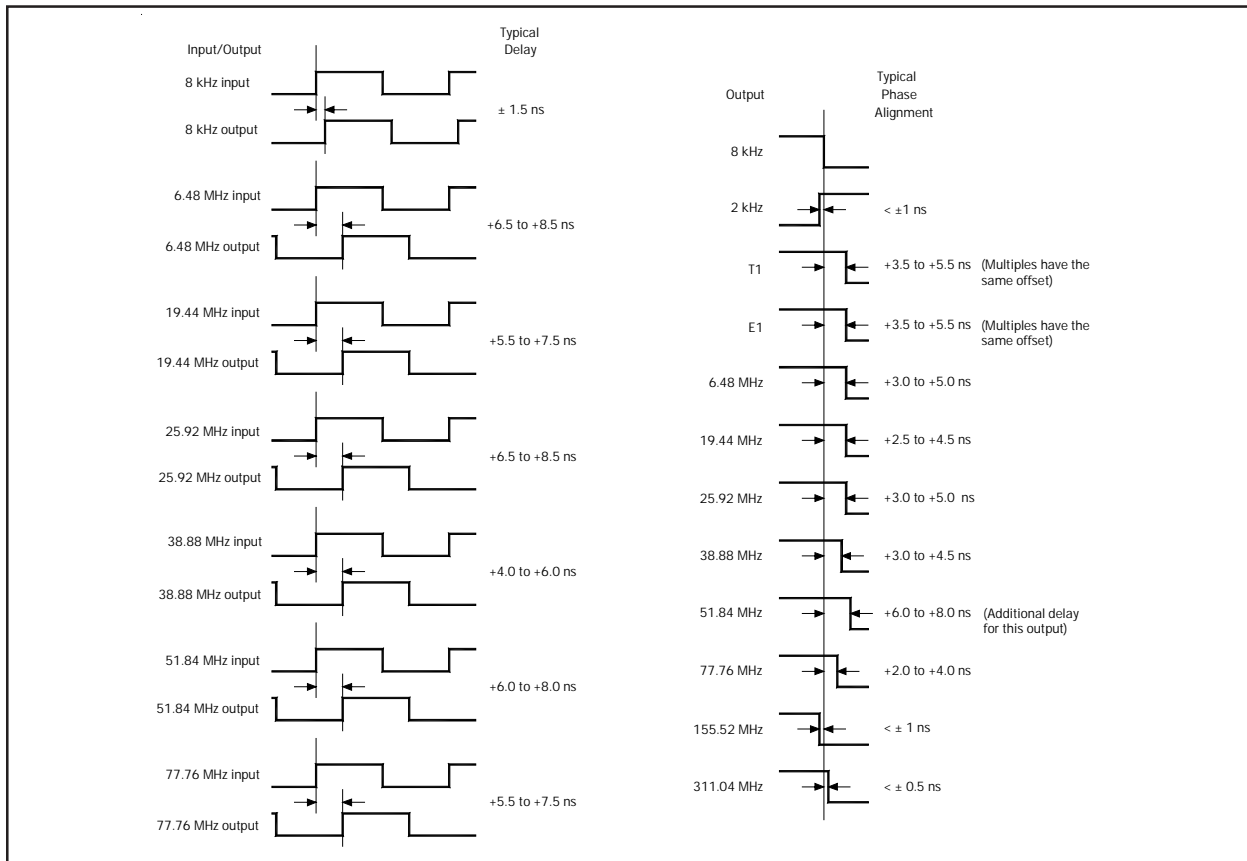 Input/Output
Typical
Delay
8 kHz input
± 1.5 ns
8 kHz output
6.48 MHz input
+6.5 to +8.5 ns
6.48 MHz output
19.44 MHz input
+5.5 to +7.5 ns
19.44 MHz output
25.92 MHz input
+6.5 to +8.5 ns
25.92 MHz output
38.88 MHz input
+4.0 to +6.0 ns
38.88 MHz output
51.84 MHz input
+6.0 to +8.0 ns
51.84 MHz output
77.76 MHz input
+5.5 to +7.5 ns
77.76 MHz output
Output
Typical
Phase
Alignment
8 kHz
2 kHz
< ±1 ns
T1
+3.5 to +5.5 ns (Multiples have the
same offset)
E1
+3.5 to +5.5 ns (Multiples have the
same offset)
6.48 MHz
+3.0 to +5.0 ns
19.44 MHz
+2.5 to +4.5 ns
25.92 MHz
+3.0 to +5.0 ns
38.88 MHz
+3.0 to +4.5 ns
51.84 MHz
+6.0 to +8.0 ns (Additional delay
for this output)
77.76 MHz
+2.0 to +4.0 ns
155.52 MHz
< ± 1 ns
311.04 MHz
< ± 0.5 ns